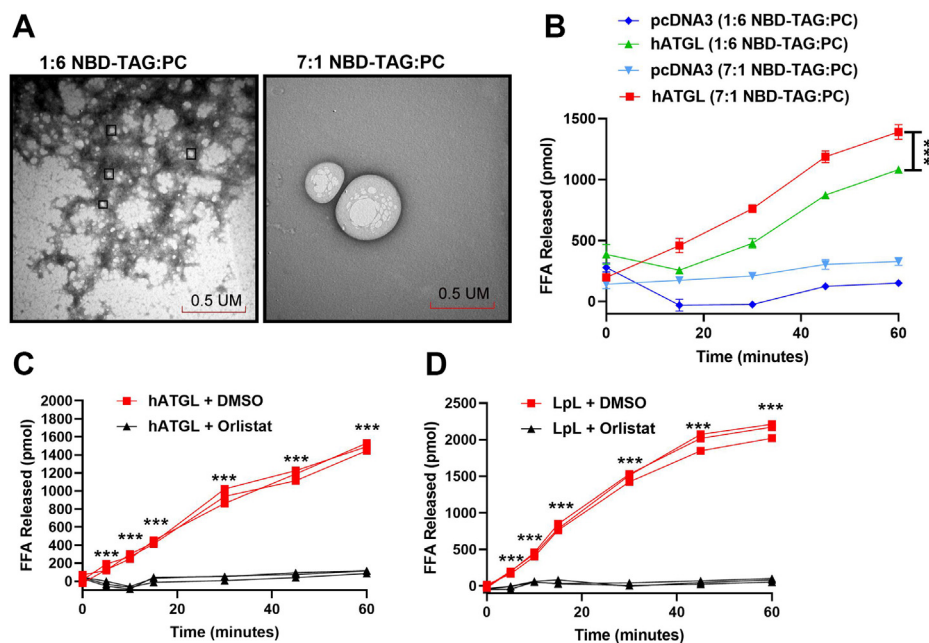 A
1:6 NBD-TAG:PC
7:1 NBD-TAG:PC
0.5 UM
0.5 UM
B
pcDNA3 (1:6 NBD-TAG:PC)
hATGL (1:6 NBD-TAG:PC)
pcDNA3 (7:1 NBD-TAG:PC)
hATGL (7:1 NBD-TAG:PC)
FFA Released (pmol)
1500
1000
500
0
***
0
20
40
60
Time (minutes)
C
hATGL + DMSO
hATGL + Orlistat
FFA Released (pmol)
2000
1800
1600
1400
1200
1000
800
600
400
200
0
***
***
***
***
***
***
0
20
40
60
Time (minutes)
D
LpL + DMSO
LpL + Orlistat
FFA Released (pmol)
2500
2000
1500
1000
500
0
***
***
***
***
***
***
0
20
40
60
Time (minutes)